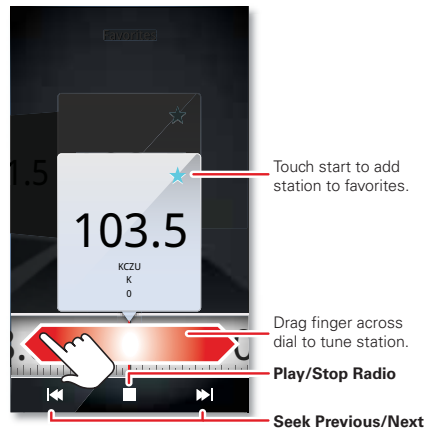 Favorites
1.5
103.5
KCZU
K
0
Touch start to add
station to favorites.
Drag finger across
dial to tune station.
Play/Stop Radio
Seek Previous/Next